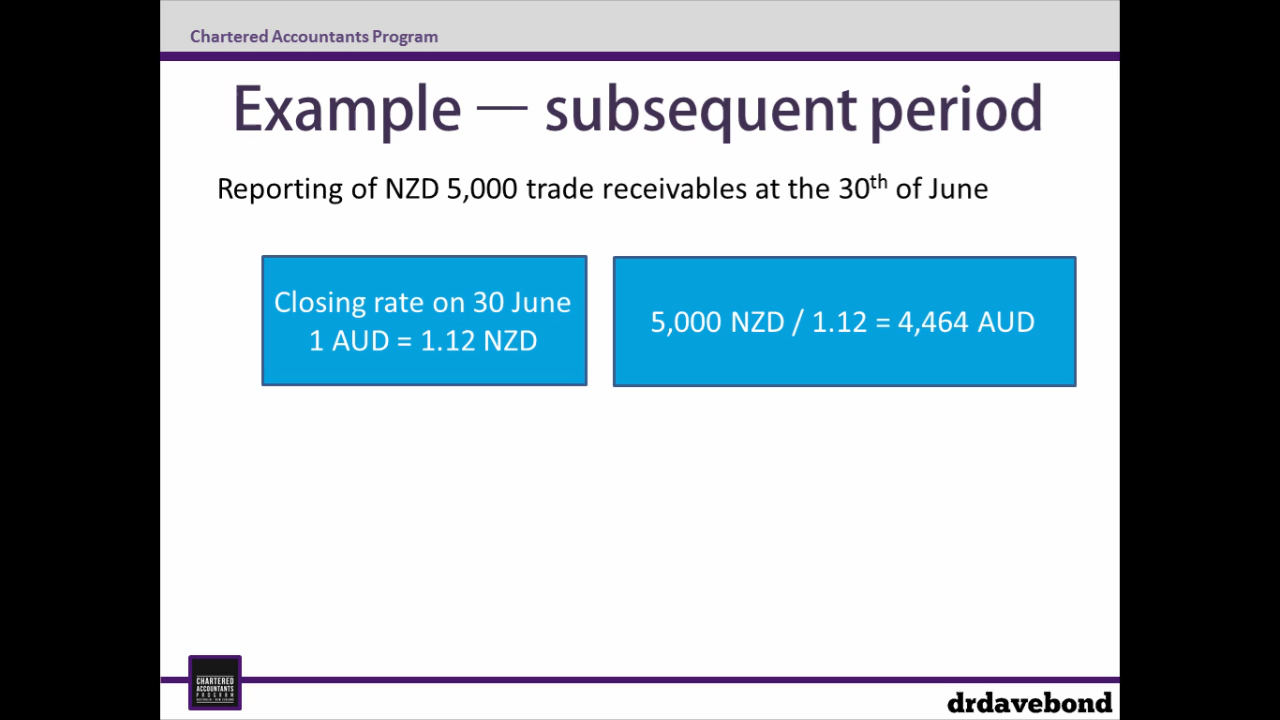 Chartered Accountants Program
Example — subsequent period
Reporting of NZD 5,000 trade receivables at the 30th of June
Closing rate on 30 June
1 AUD = 1.12 NZD
5,000 NZD / 1.12 = 4,464 AUD
CHARTERED
ACCOUNTANTS
PROGRAM
drdavebond